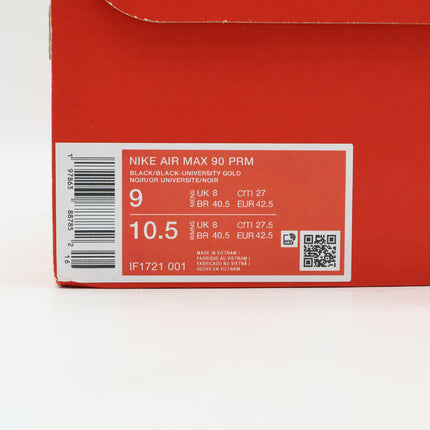 NIKE AIR MAX 90 PRM
BLACK/BLACK-UNIVERSITY GOLD
NOIR/OR UNIVERSITE/NOIR
9 MENS UK 8 cm 27
BR 40.5 EUR 42.5
10.5 WMNS UK 8 cm 27.5
BR 40.5 EUR 42.5
MADE IN VIETNAM /
FABRIQUE AU VIETNAM /
FABRICADO NO VIETNÃ /
HECHO EN VIETNAM
IF1721 001